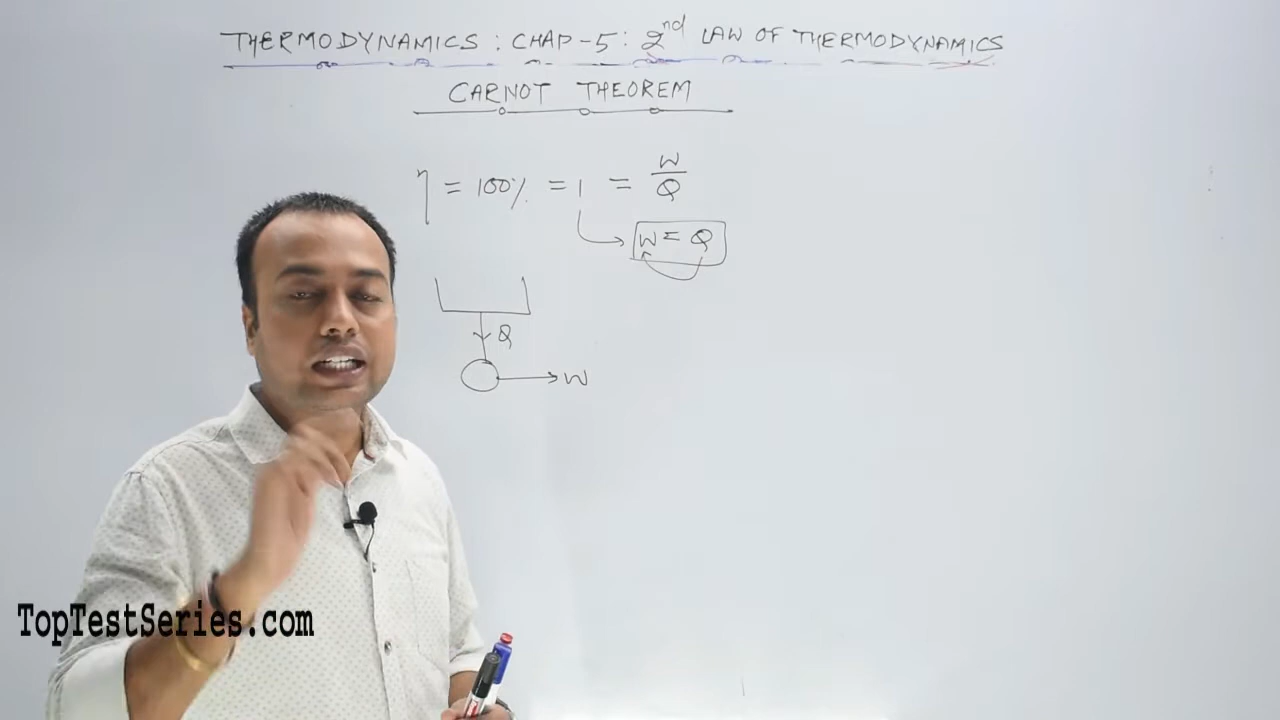 THERMODYNAMICS : CHAP-5 : 2nd LAW OF THERMODYNAMICS
CARNOT THEOREM
η = 100% = 1 = W/Q
W = Q
Q
W
TopTestSeries.com